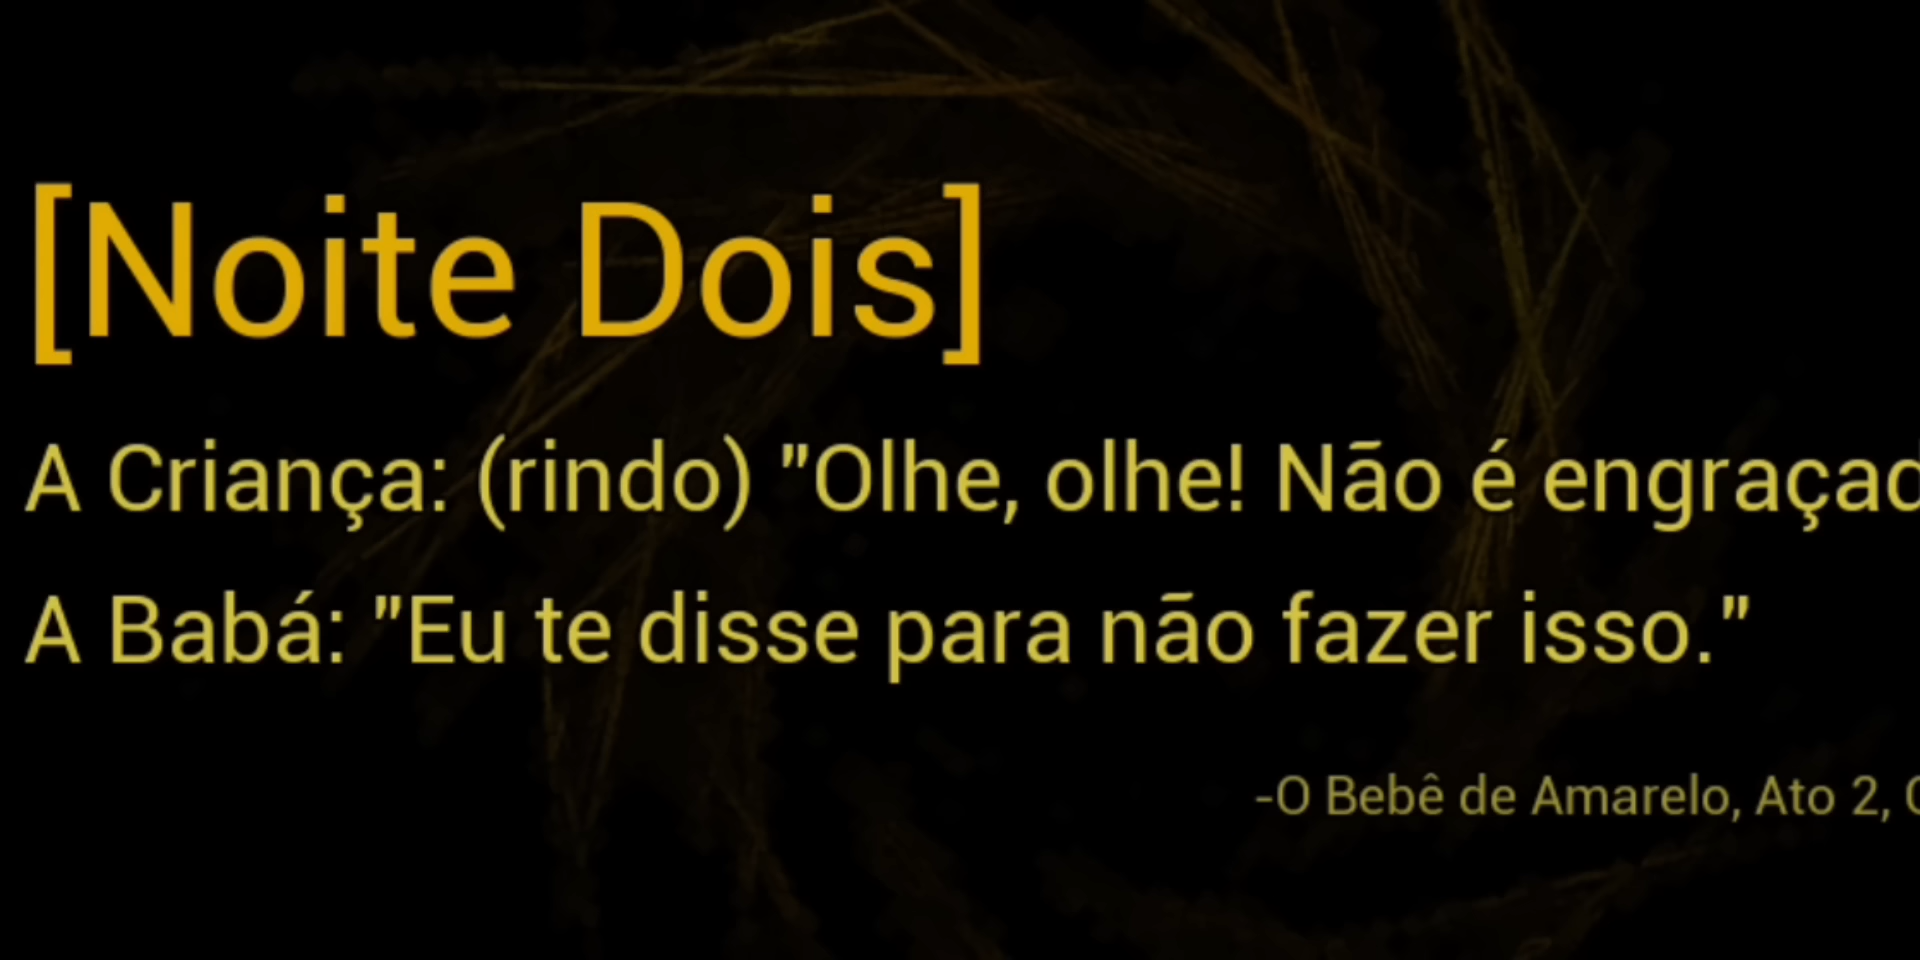 [Noite Dois]
A Criança: (rindo) "Olhe, olhe! Não é
A Babá: "Eu te disse para não fazer isso."
-O Bebê de Amarelo, Ato 2,